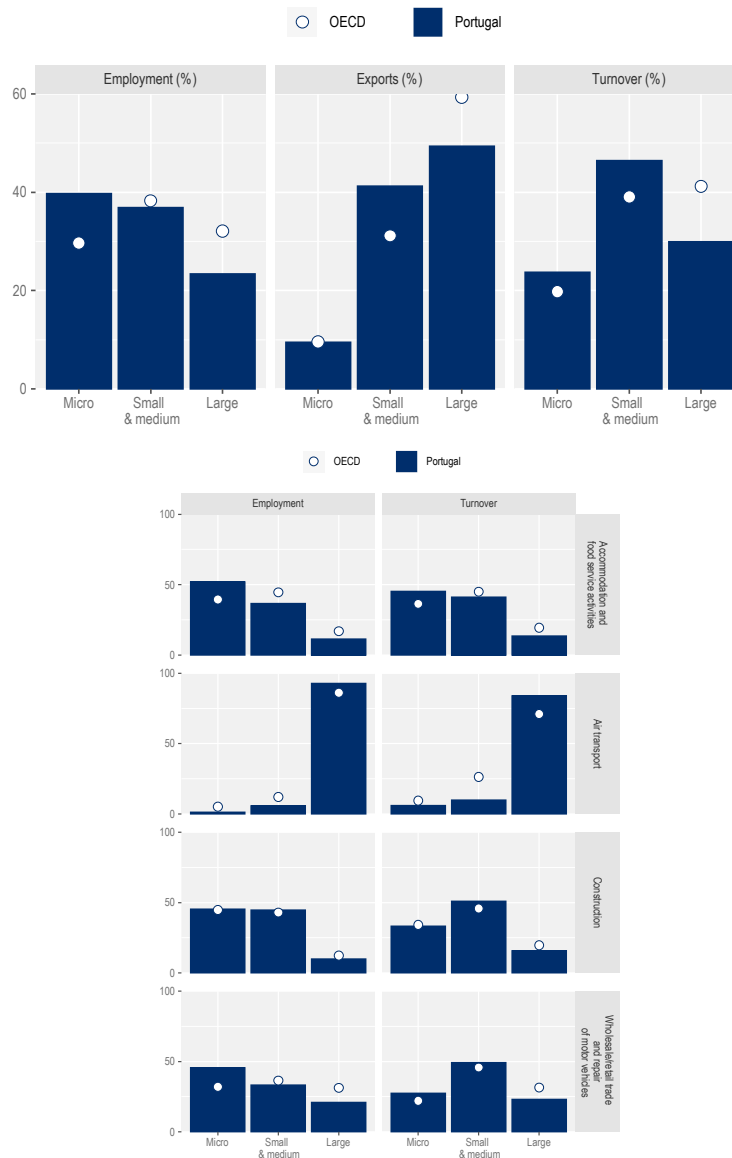 OECD
Portugal
Employment (%)
Exports (%)
Turnover (%)
60
40
20
0
Micro
Small
& medium
Large
Micro
Small
& medium
Large
Micro
Small
& medium
Large
OECD
Portugal
Employment
Turnover
100
50
0
Accommodation and
food service activities
100
50
0
Air transport
100
50
0
Construction
100
50
0
Wholesale/retail trade
and repair
of motor vehicles
Micro
Small
& medium
Large
Micro
Small
& medium
Large